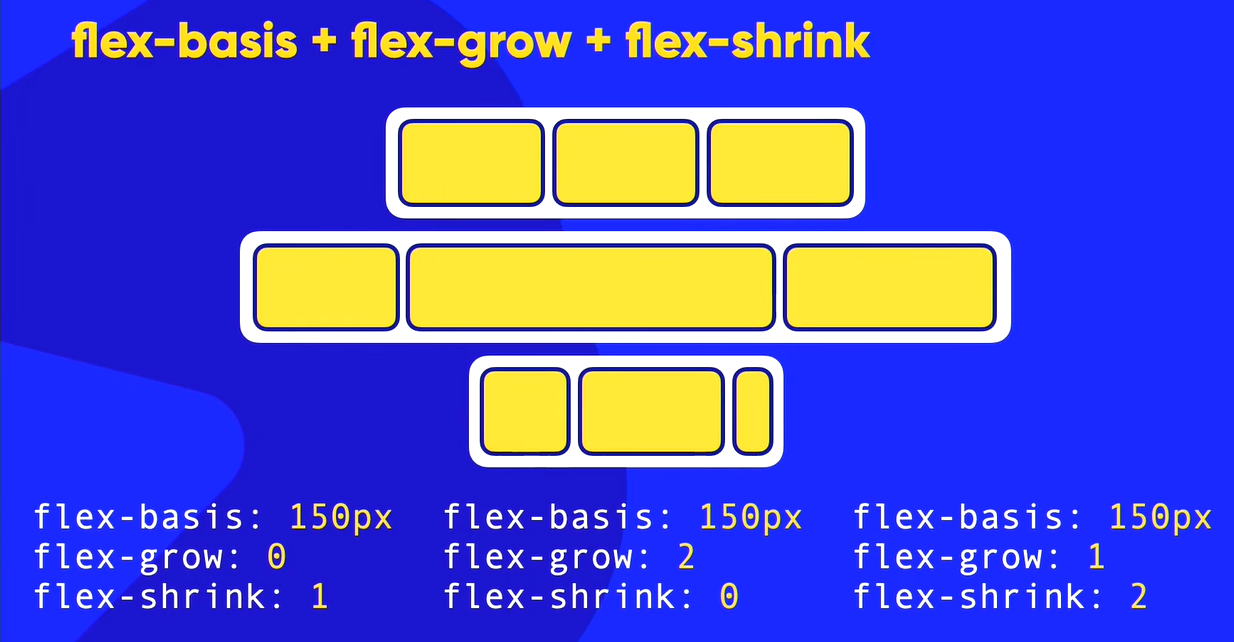 flex-basis + flex-grow + flex-shrink
flex-basis: 150px
flex-grow: 0
flex-shrink: 1
flex-basis: 150px
flex-grow: 2
flex-shrink: 0
flex-basis: 150px
flex-grow: 1
flex-shrink: 2